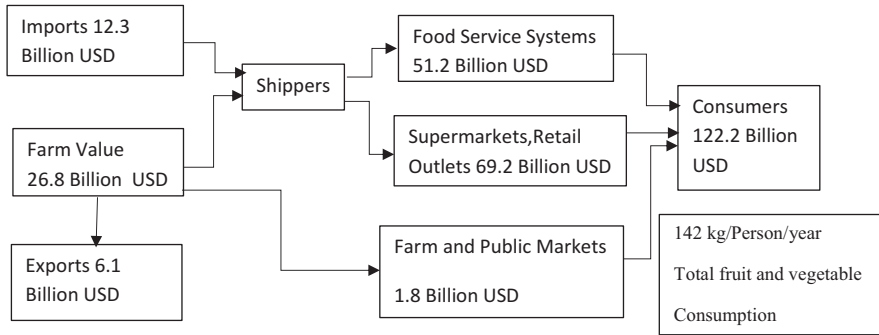 Imports 12.3
Billion USD
Food Service Systems
51.2 Billion USD
Shippers
Consumers
122.2 Billion
USD
Farm Value
26.8 Billion  USD
Supermarkets,Retail
Outlets 69.2 Billion USD
Exports 6.1
Billion USD
Farm and Public Markets
1.8 Billion USD
142 kg/Person/year
Total fruit and vegetable
Consumption